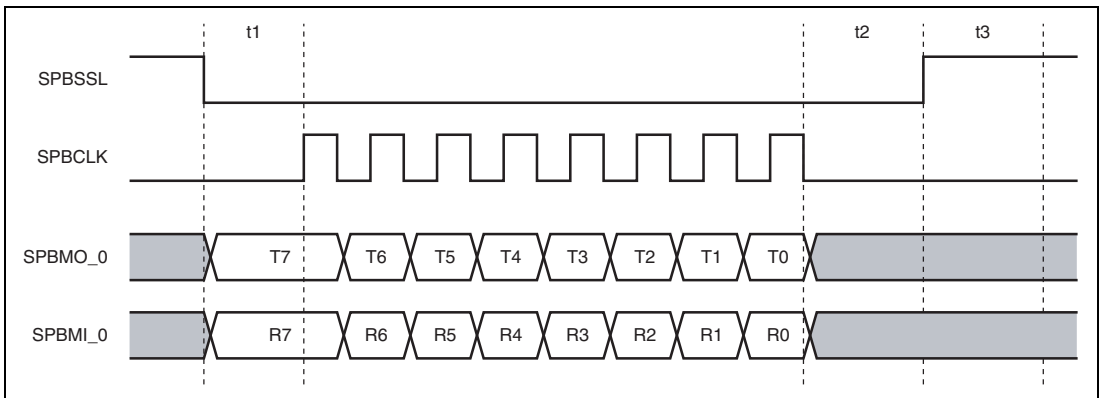 t1 t2 t3
SPBSSL
SPBCLK
SPBMO_0 T7 T6 T5 T4 T3 T2 T1 T0
SPBMI_0 R7 R6 R5 R4 R3 R2 R1 R0